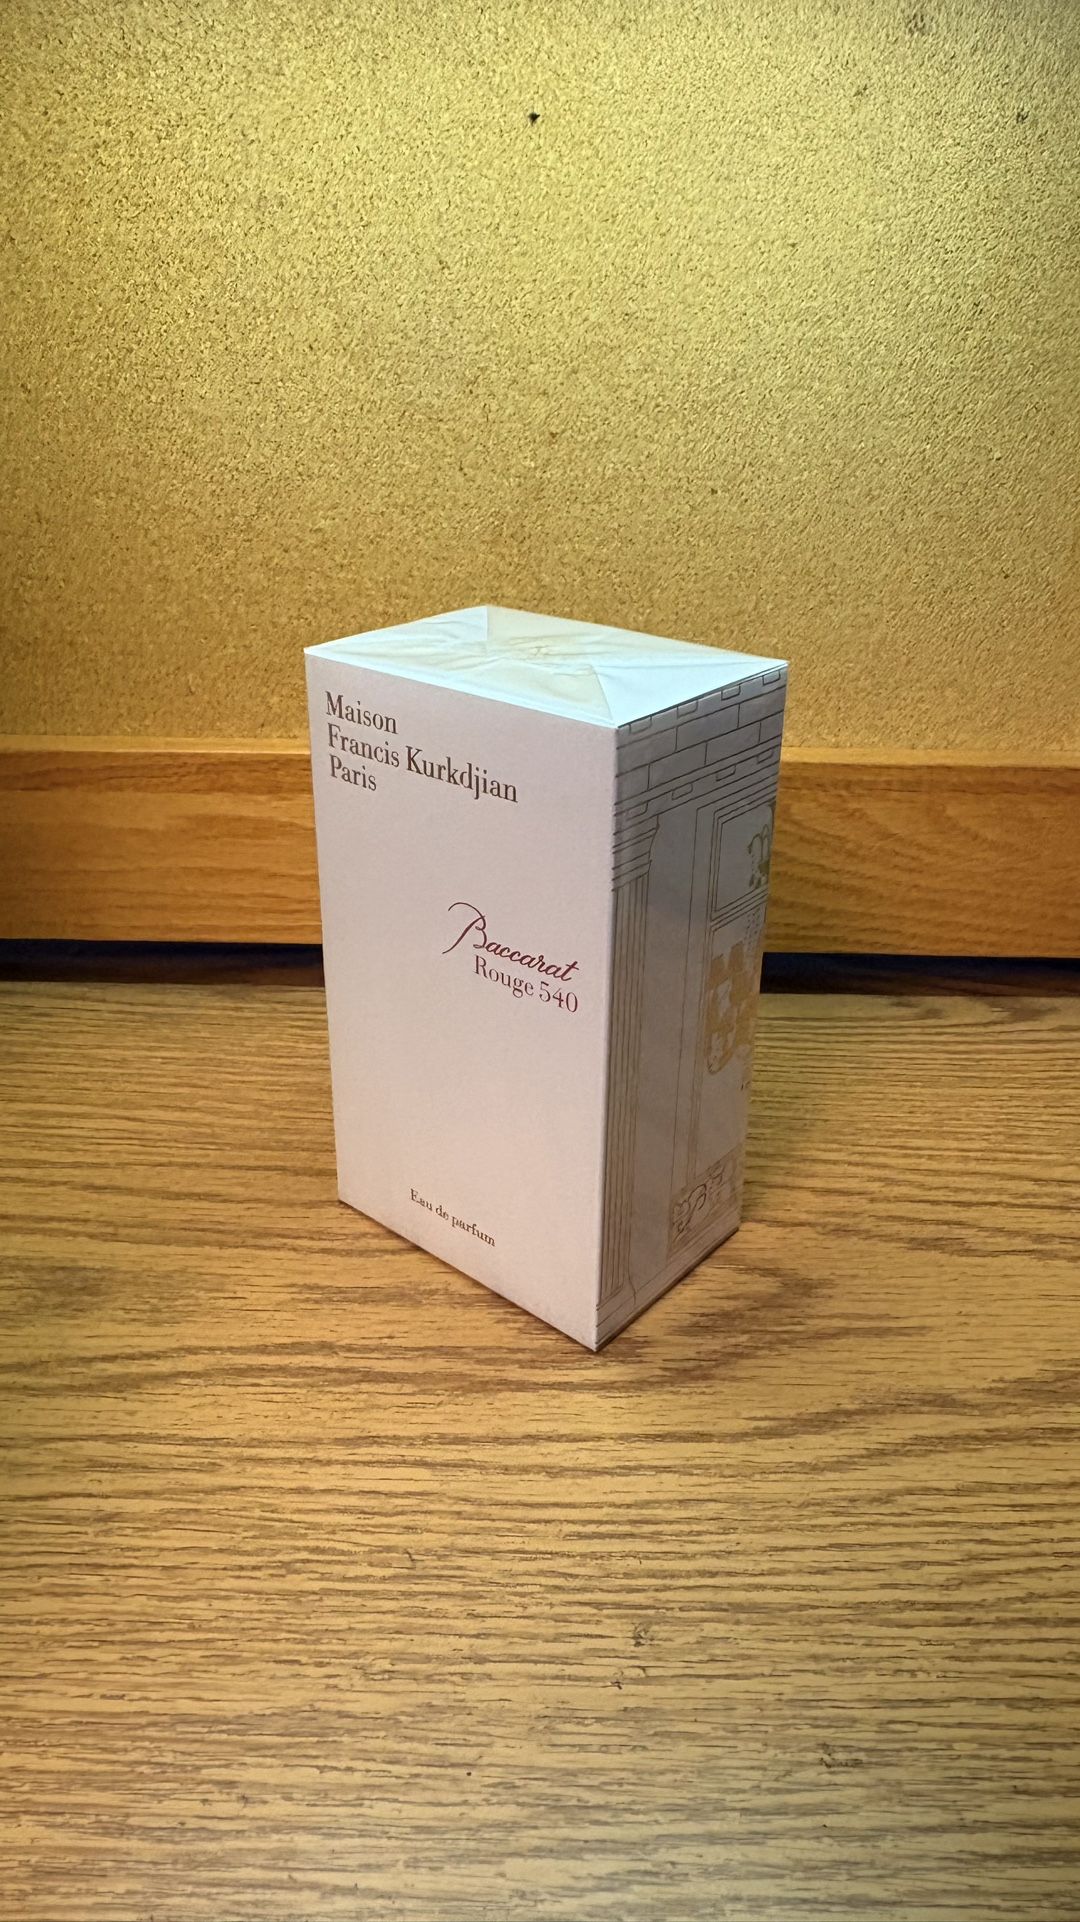 Maison
Francis Kurkdjian
Paris
Baccarat
Rouge 540
Eau de parfum